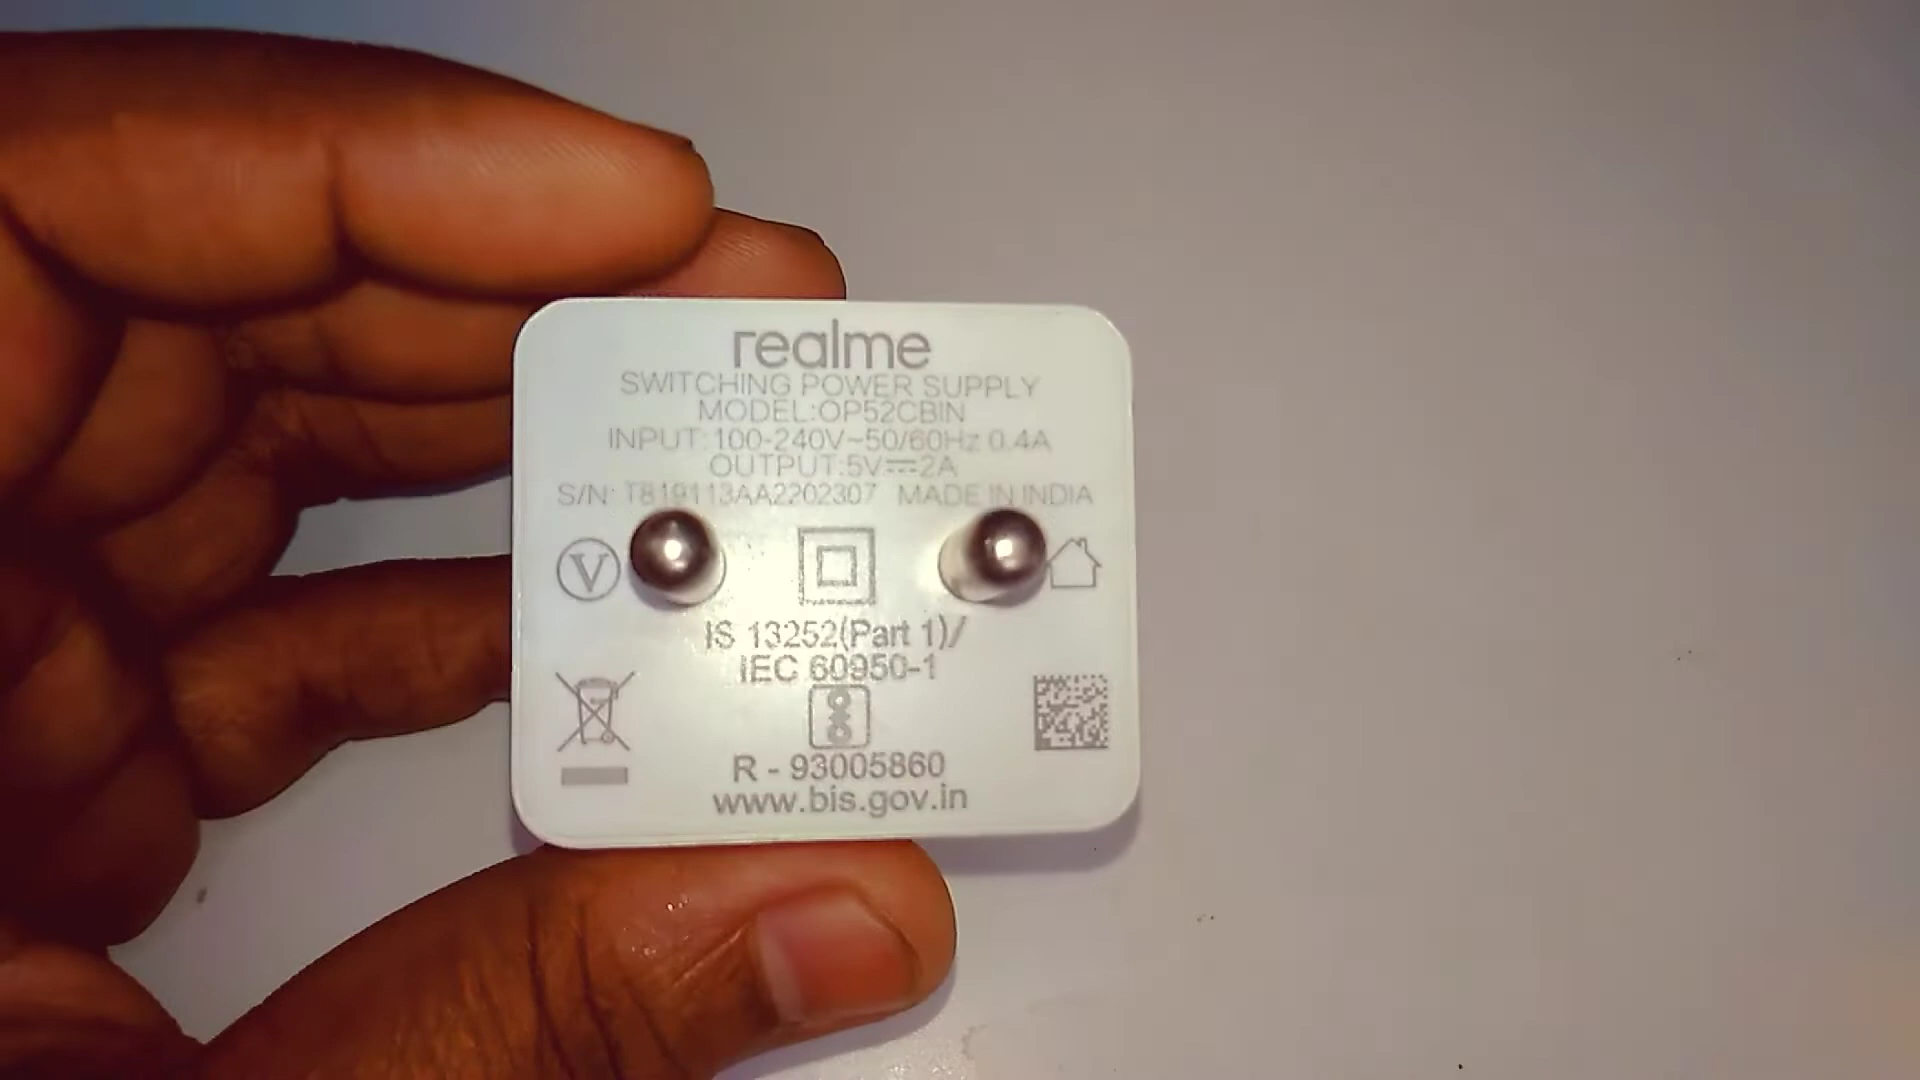 realme
SWITCHING POWER SUPPLY
MODEL:OP52CBIN
INPUT:100-240V~50/60Hz 0.4A
OUTPUT:5V⎓2A
S/N: T819113AA2202307 MADE IN INDIA
V
IS 13252(Part 1)/
IEC 60950-1
R - 93005860
www.bis.gov.in